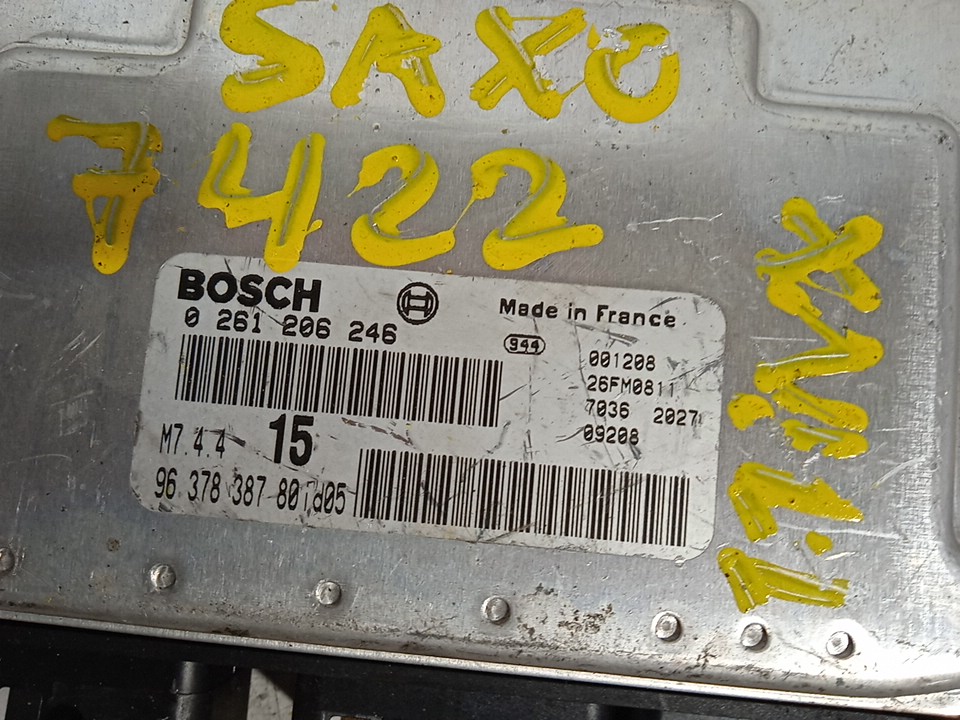 SAXO
7422
BOSCH
Made in France
0 261 206 246
944
001208
26FM0811
7036 2027
09208
M7.4.4 15
96 378 387 80
1.1